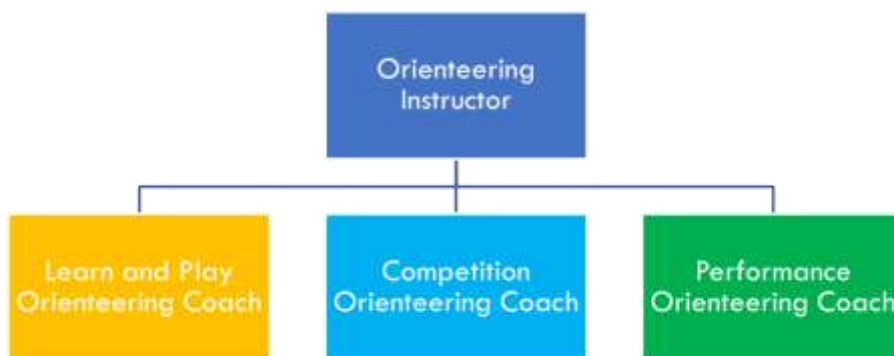 Orienteering
Instructor
Learn and Play
Orienteering Coach
Competition
Orienteering Coach
Performance
Orienteering Coach